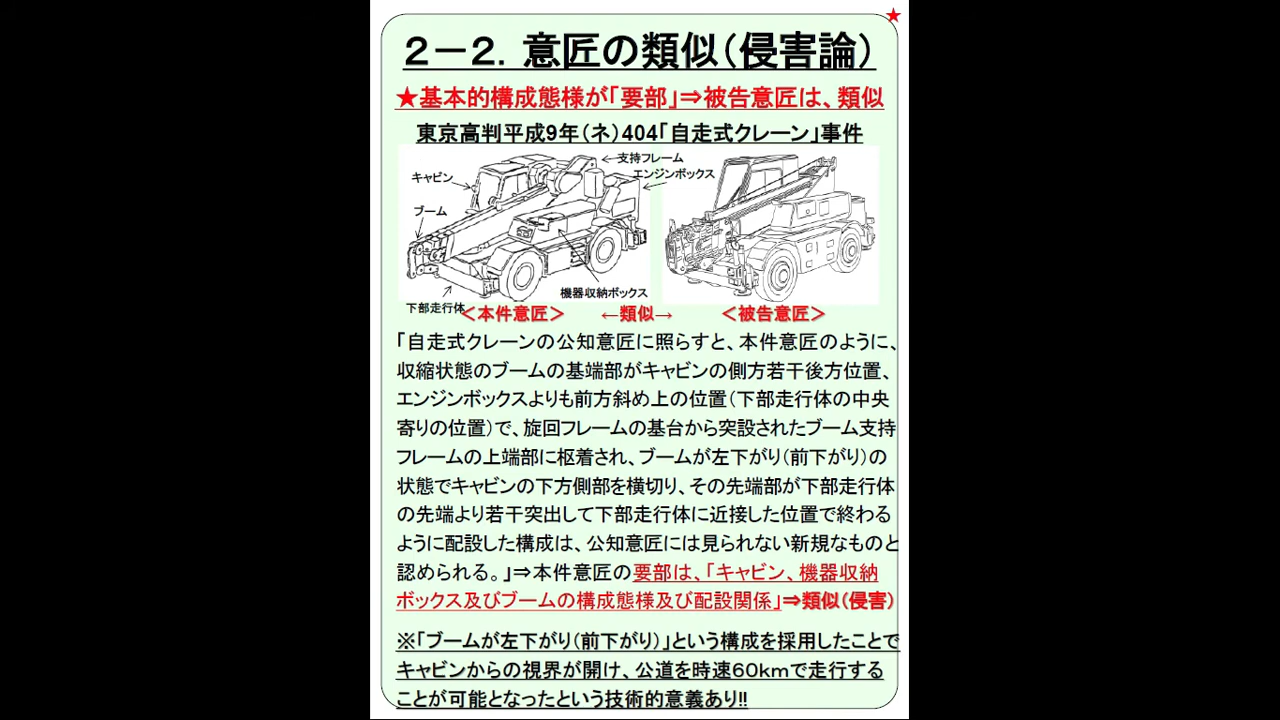 ★
２－２．意匠の類似（侵害論）
★基本的構成態様が「要部」⇒被告意匠は、類似
東京高判平成9年（ネ）404「自走式クレーン」事件
←支持フレーム
キャビン
エンジンボックス
ブーム
機器収納ボックス
下部走行体
＜本件意匠＞ ←類似→ ＜被告意匠＞
「自走式クレーンの公知意匠に照らすと、本件意匠のように、
収縮状態のブームの基端部がキャビンの側方若干後方位置、
エンジンボックスよりも前方斜め上の位置（下部走行体の中央
寄りの位置）で、旋回フレームの基台から突設されたブーム支持
フレームの上端部に枢着され、ブームが左下がり（前下がり）の
状態でキャビンの下方側部を横切り、その先端部が下部走行体
の先端より若干突出して下部走行体に近接した位置で終わる
ように配設した構成は、公知意匠には見られない新規なものと
認められる。」⇒本件意匠の要部は、「キャビン、機器収納
ボックス及びブームの構成態様及び配設関係」⇒類似（侵害）
※「ブームが左下がり（前下がり）」という構成を採用したことで
キャビンからの視界が開け、公道を時速６０ｋｍで走行する
ことが可能となったという技術的意義あり!!